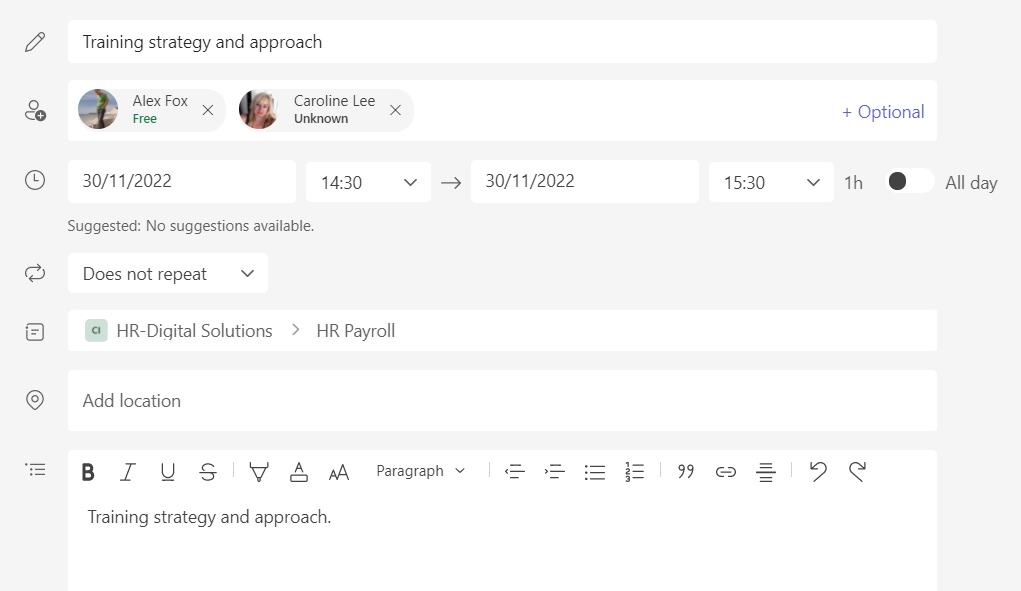 Training strategy and approach
Alex Fox
Free
Caroline Lee
Unknown
+ Optional
30/11/2022
14:30
30/11/2022
15:30
1h
All day
Suggested: No suggestions available.
Does not repeat
CI
HR-Digital Solutions > HR Payroll
Add location
B I U S A AA Paragraph
Training strategy and approach.